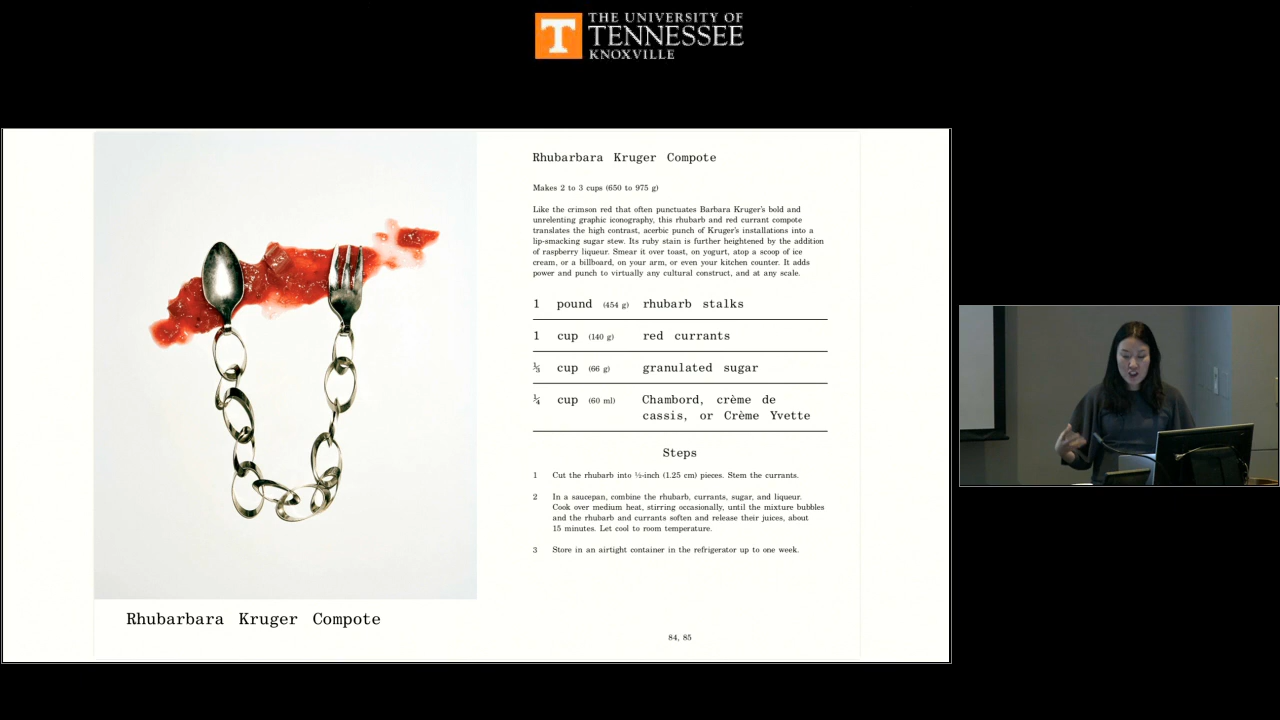 THE UNIVERSITY OF
TENNESSEE
KNOXVILLE
T
Rhubarbara Kruger Compote
Rhubarbara Kruger Compote
Makes 2 to 3 cups (650 to 975 g)
Like the crimson red that often punctuates Barbara Kruger's bold and
unrelenting graphic iconography, this rhubarb and red currant compote
translates the high contrast, acerbic punch of Kruger's installations into a
lip-smacking sugar stew. Its ruby stain is further heightened by the addition
of raspberry liqueur. Smear it over toast, on yogurt, atop a scoop of ice
cream, or a billboard, on your arm, or even your kitchen counter. It adds
power and punch to virtually any cultural construct, and at any scale.
1 pound (454 g) rhubarb stalks
1 cup (140 g) red currants
⅓ cup (66 g) granulated sugar
¼ cup (60 ml) Chambord, crème de
cassis, or Crème Yvette
Steps
1 Cut the rhubarb into ½-inch (1.25 cm) pieces. Stem the currants.
2 In a saucepan, combine the rhubarb, currants, sugar, and liqueur.
Cook over medium heat, stirring occasionally, until the mixture bubbles
and the rhubarb and currants soften and release their juices, about
15 minutes. Let cool to room temperature.
3 Store in an airtight container in the refrigerator up to one week.
84, 85